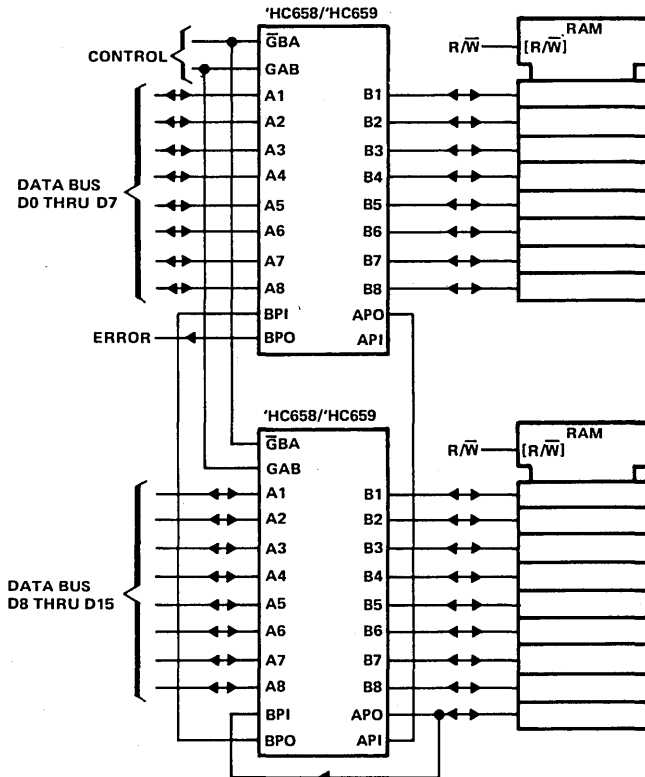 'HC658/'HC659
CONTROL
G̅BA
GAB
A1
A2
A3
A4
A5
A6
A7
A8
BPI
BPO
B1
B2
B3
B4
B5
B6
B7
B8
APO
API
DATA BUS
D0 THRU D7
ERROR
R/W̅
[R/W̅]
RAM
'HC658/'HC659
G̅BA
GAB
A1
A2
A3
A4
A5
A6
A7
A8
BPI
BPO
B1
B2
B3
B4
B5
B6
B7
B8
APO
API
DATA BUS
D8 THRU D15
R/W̅
[R/W̅]
RAM